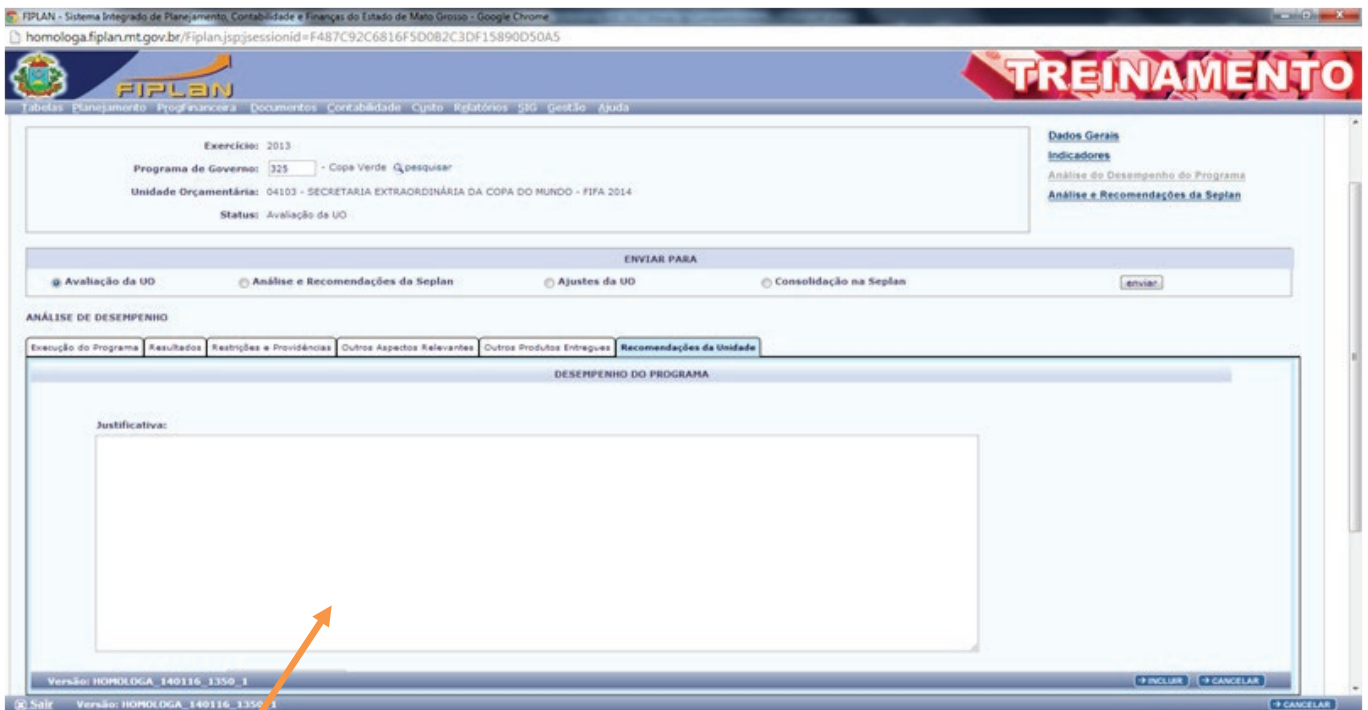 FIPLAN - Sistema Integrado de Planejamento, Contabilidade e Finanças do Estado de Mato Grosso - Google Chrome
homologa.fiplan.mt.gov.br/Fiplan.jsp;jsessionid=F487C92C6816F5D0B2C3DF15890D50A5
FIPLAN
TREINAMENTO
Tabelas Planejamento ProgFinanceira Documentos Contabilidade Custo Relatórios SIG Gestão Ajuda
Exercício: 2013
Programa de Governo: 325 - Copa Verde pesquisar
Unidade Orçamentária: 04103 - SECRETARIA EXTRAORDINÁRIA DA COPA DO MUNDO - FIFA 2014
Status: Avaliação da UO
Dados Gerais
Indicadores
Análise do Desempenho do Programa
Análise e Recomendações da Seplan
ENVIAR PARA
Avaliação da UO Análise e Recomendações da Seplan Ajustes da UO Consolidação na Seplan enviar
ANÁLISE DE DESEMPENHO
Execução do Programa Resultados Restrições e Providências Outros Aspectos Relevantes Outros Produtos Entregues Recomendações da Unidade
DESEMPENHO DO PROGRAMA
Justificativa:
Versão: HOMOLOGA_140116_1350_1 INCLUIR CANCELAR
Sair Versão: HOMOLOGA_140116_1350_1 CANCELAR